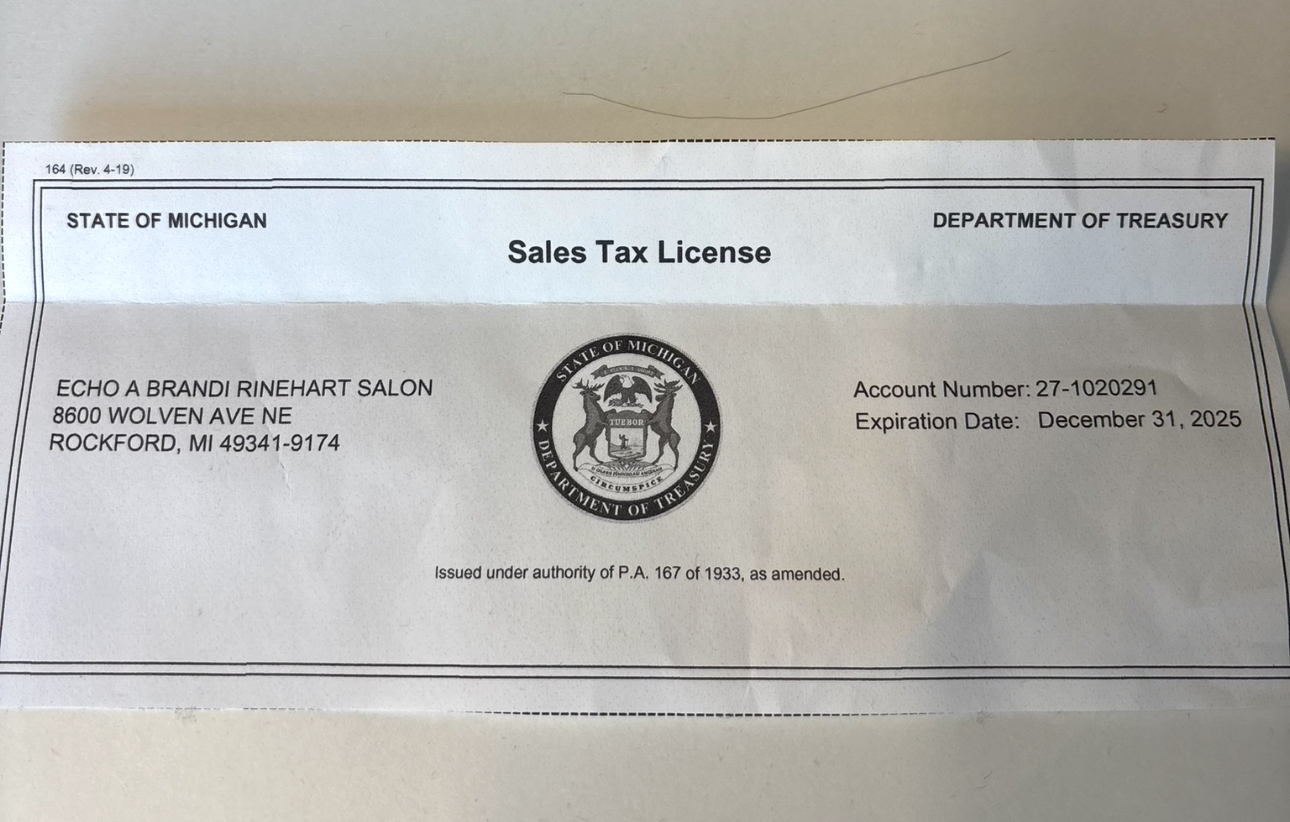 164 (Rev. 4-19)
STATE OF MICHIGAN
DEPARTMENT OF TREASURY
Sales Tax License
ECHO A BRANDI RINEHART SALON
8600 WOLVEN AVE NE
ROCKFORD, MI 49341-9174
STATE OF MICHIGAN
TUEBOR
CIRCUMSPICE
DEPARTMENT OF TREASURY
Account Number: 27-1020291
Expiration Date: December 31, 2025
Issued under authority of P.A. 167 of 1933, as amended.